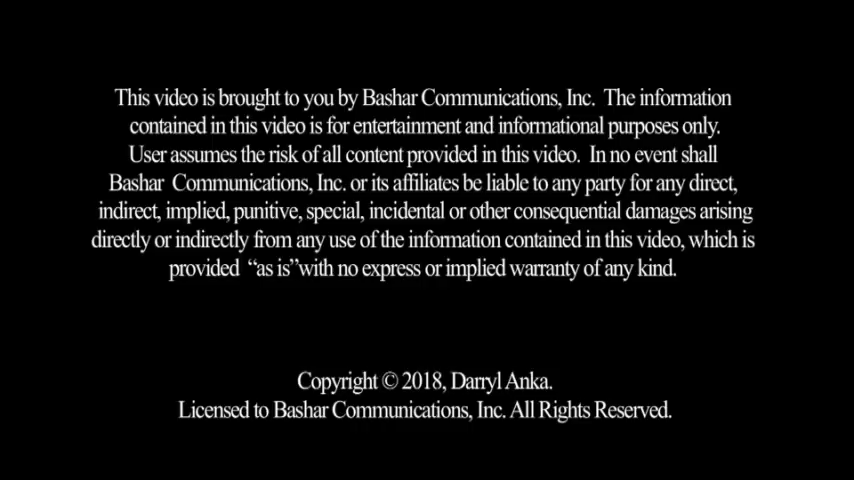 This video is brought to you by Bashar Communications, Inc.  The information
contained in this video is for entertainment and informational purposes only.
User assumes the risk of all content provided in this video.  In no event shall
Bashar  Communications, Inc. or its affiliates be liable to any party for any direct,
indirect, implied, punitive, special, incidental or other consequential damages arising
directly or indirectly from any use of the information contained in this video, which is
provided  “as is”with no express or implied warranty of any kind.
Copyright © 2018, Darryl Anka.
Licensed to Bashar Communications, Inc. All Rights Reserved.